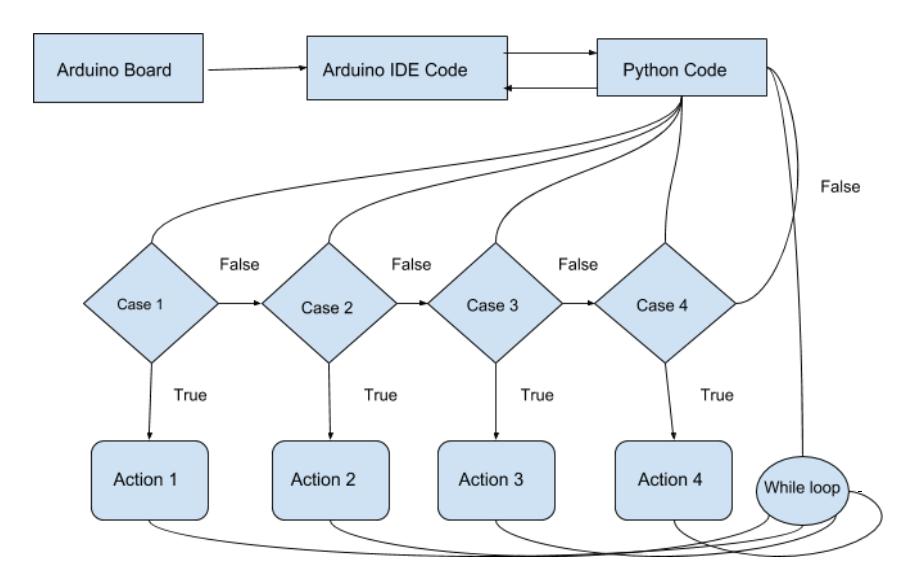 Arduino Board
Arduino IDE Code
Python Code
False
False
False
False
Case 1
Case 2
Case 3
Case 4
True
True
True
True
Action 1
Action 2
Action 3
Action 4
While loop